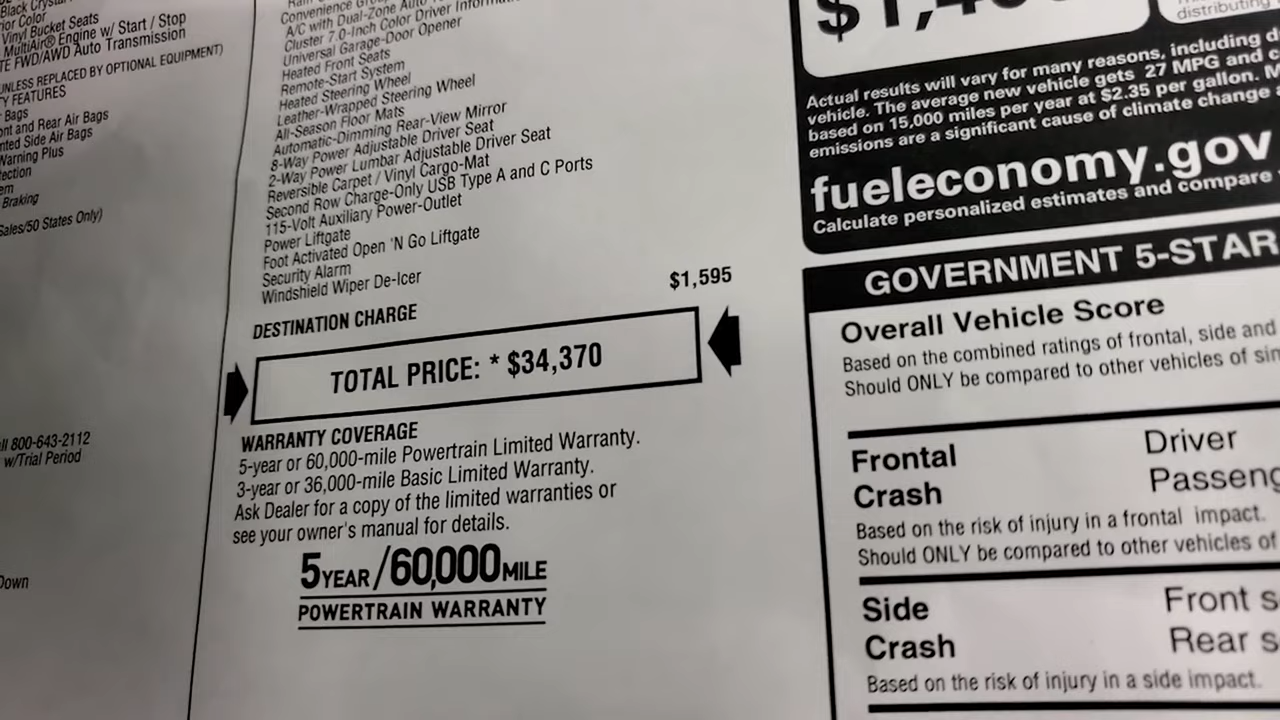 Black Crystal
rior Color
Vinyl Bucket Seats
MultiAir® Engine w/ Start / Stop
TE FWD/AWD Auto Transmission
UNLESS REPLACED BY OPTIONAL EQUIPMENT)
Y FEATURES
Bags
ont and Rear Air Bags
nted Side Air Bags
Warning Plus
tection
em
Braking
Sales/50 States Only)
all 800-643-2112
w/Trial Period
Down
Convenience Group
A/C with Dual-Zone Auto
Cluster 7.0-Inch Color Driver Informati
Universal Garage-Door Opener
Heated Front Seats
Remote-Start System
Heated Steering Wheel
Leather-Wrapped Steering Wheel
All-Season Floor Mats
Automatic-Dimming Rear-View Mirror
8-Way Power Adjustable Driver Seat
2-Way Power Lumbar Adjustable Driver Seat
Reversible Carpet / Vinyl Cargo-Mat
Second Row Charge-Only USB Type A and C Ports
115-Volt Auxiliary Power-Outlet
Power Liftgate
Foot Activated Open 'N Go Liftgate
Security Alarm
Windshield Wiper De-Icer
DESTINATION CHARGE $1,595
TOTAL PRICE: * $34,370
WARRANTY COVERAGE
5-year or 60,000-mile Powertrain Limited Warranty.
3-year or 36,000-mile Basic Limited Warranty.
Ask Dealer for a copy of the limited warranties or
see your owner's manual for details.
5 YEAR/60,000 MILE
POWERTRAIN WARRANTY
distributing
Actual results will vary for many reasons, including d
vehicle. The average new vehicle gets 27 MPG and c
based on 15,000 miles per year at $2.35 per gallon. M
emissions are a significant cause of climate change a
fueleconomy.gov
Calculate personalized estimates and compare
GOVERNMENT 5-STAR
Overall Vehicle Score
Based on the combined ratings of frontal, side and
Should ONLY be compared to other vehicles of sin
Frontal Driver
Crash Passeng
Based on the risk of injury in a frontal impact.
Should ONLY be compared to other vehicles of
Side Front s
Crash Rear s
Based on the risk of injury in a side impact.